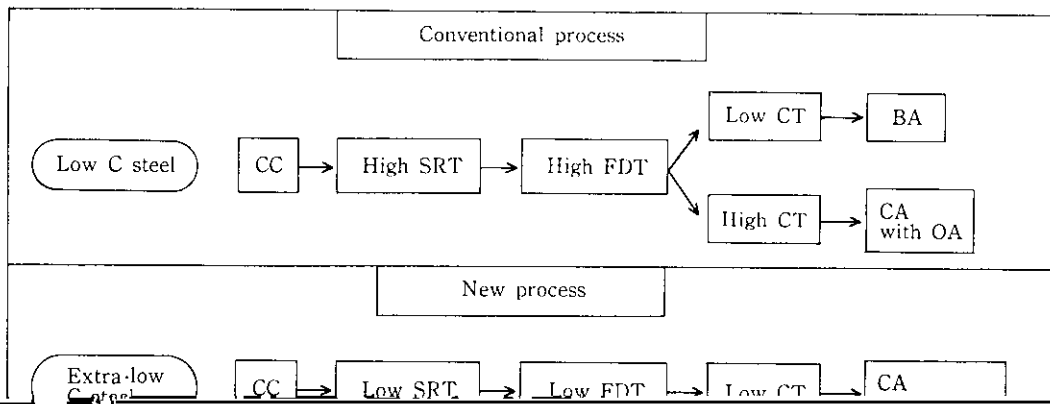 Conventional process
Low CT
BA
Low C steel
CC
High SRT
High FDT
High CT
CA
with OA
New process
Extra-low
C steel
CC
Low SRT
Low FDT
Low CT
CA